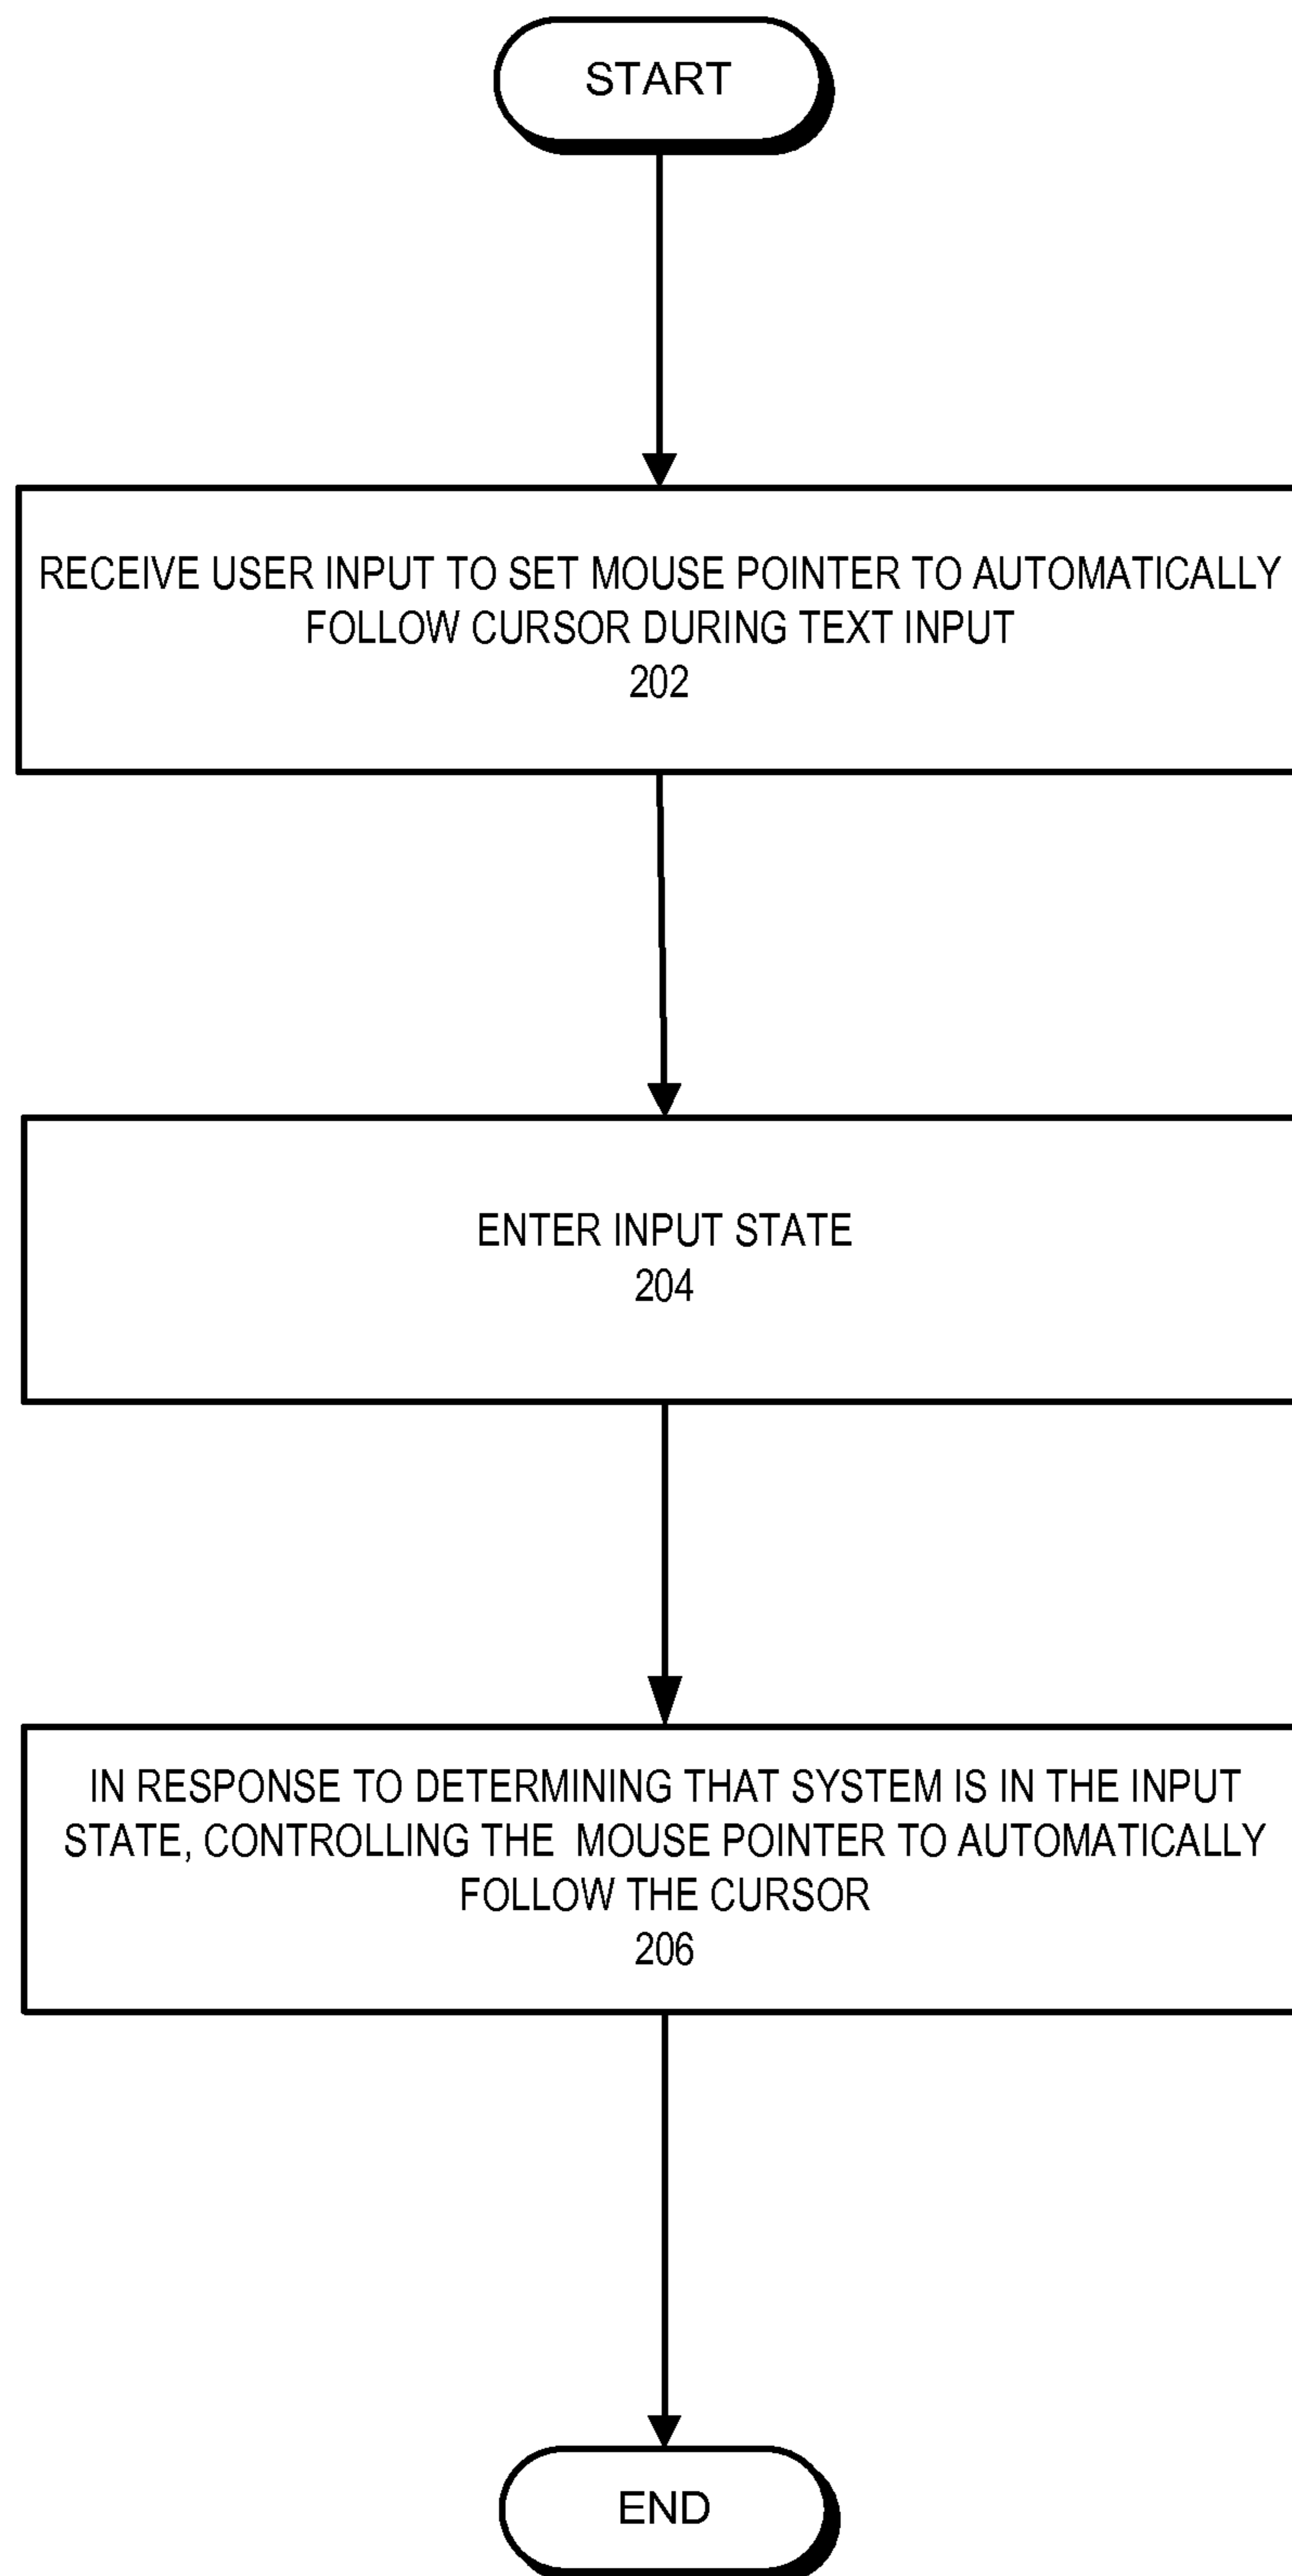 START
RECEIVE USER INPUT TO SET MOUSE POINTER TO AUTOMATICALLY
FOLLOW CURSOR DURING TEXT INPUT
202
ENTER INPUT STATE
204
IN RESPONSE TO DETERMINING THAT SYSTEM IS IN THE INPUT
STATE, CONTROLLING THE MOUSE POINTER TO AUTOMATICALLY
FOLLOW THE CURSOR
206
END